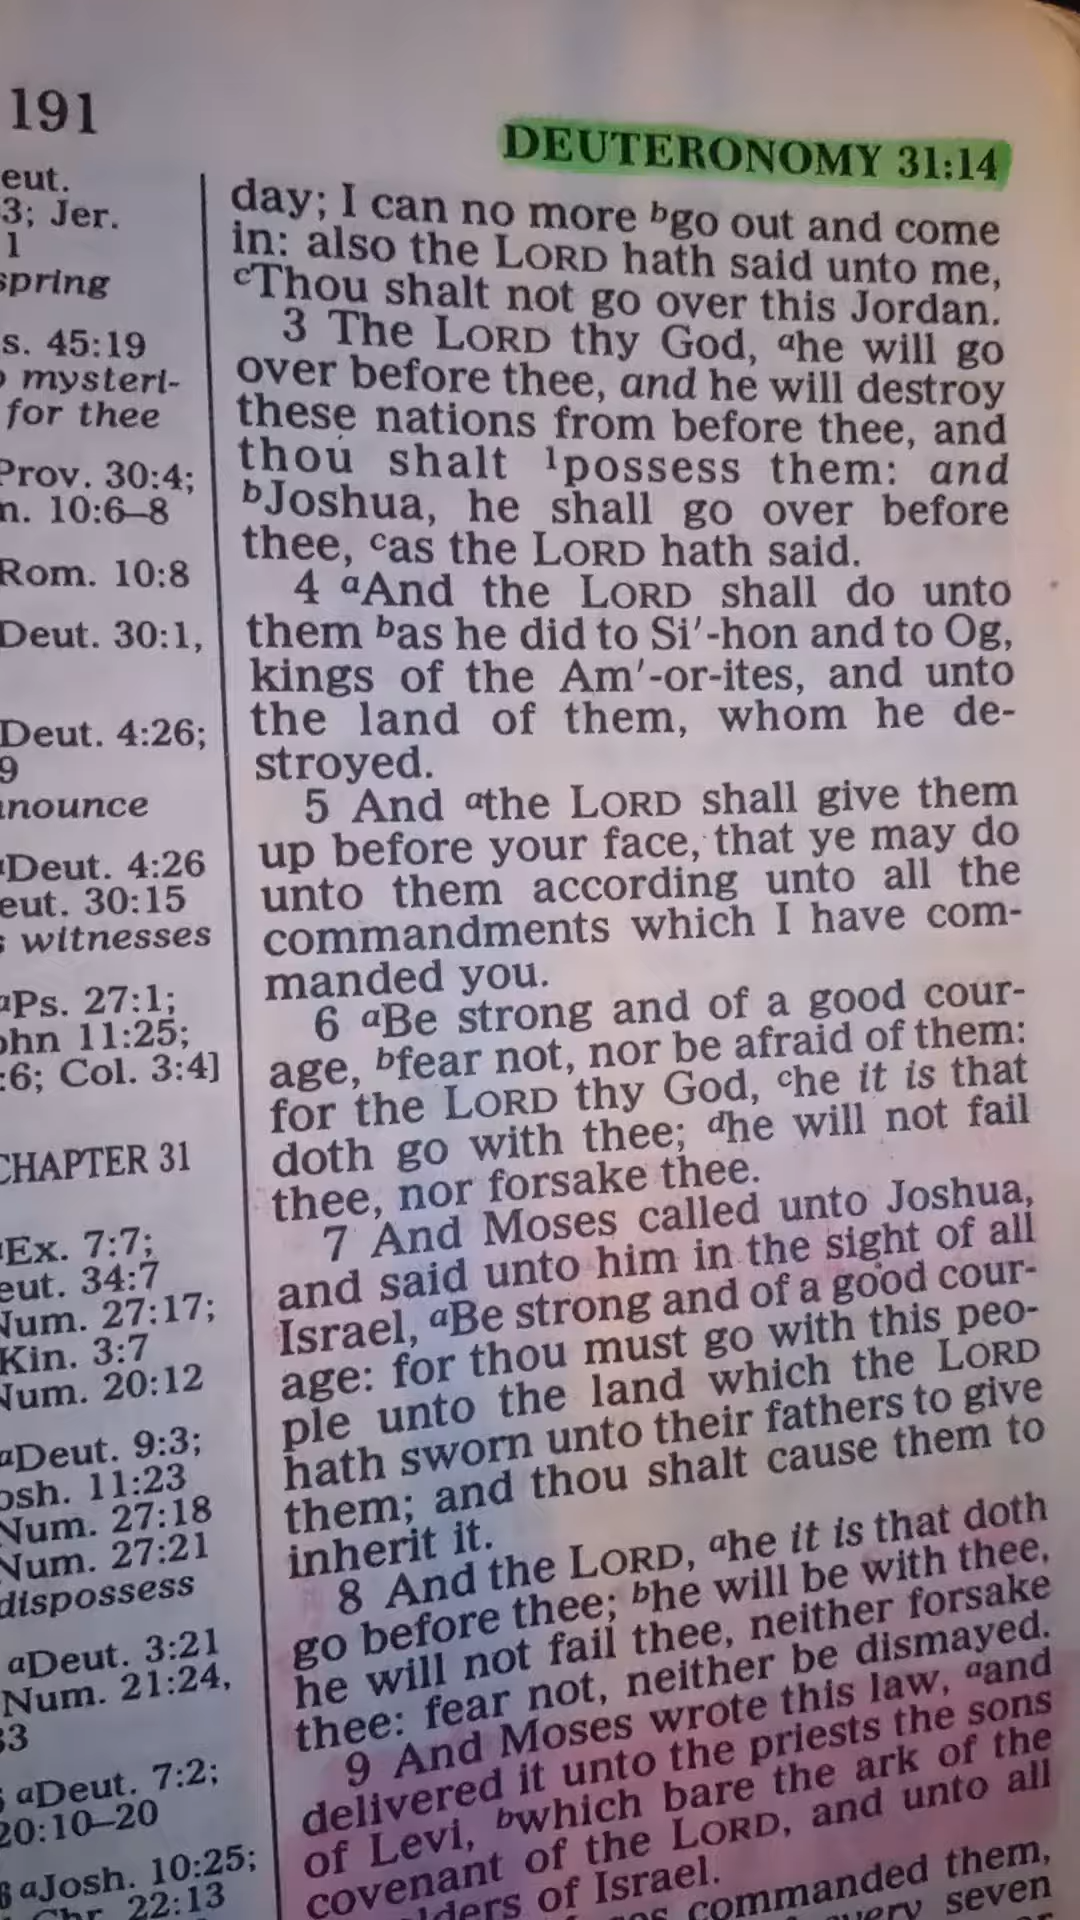 191
DEUTERONOMY 31:14
eut.
3; Jer.
1
spring
s. 45:19
mysteri-
for thee
Prov. 30:4;
n. 10:6–8
Rom. 10:8
Deut. 30:1,
Deut. 4:26;
9
nounce
aDeut. 4:26
eut. 30:15
s witnesses
aPs. 27:1;
ohn 11:25;
:6; Col. 3:4]
CHAPTER 31
Ex. 7:7;
eut. 34:7
Num. 27:17;
Kin. 3:7
Num. 20:12
aDeut. 9:3;
osh. 11:23
Num. 27:18
Num. 27:21
dispossess
aDeut. 3:21
Num. 21:24,
33
aDeut. 7:2;
20:10–20
6 aJosh. 10:25;
Chr. 22:13
day; I can no more bgo out and come
in: also the LORD hath said unto me,
cThou shalt not go over this Jordan.
3 The LORD thy God, ahe will go
over before thee, and he will destroy
these nations from before thee, and
thou shalt 1possess them: and
bJoshua, he shall go over before
thee, cas the LORD hath said.
4 aAnd the LORD shall do unto
them bas he did to Si′-hon and to Og,
kings of the Am′-or-ites, and unto
the land of them, whom he de-
stroyed.
5 And athe LORD shall give them
up before your face, that ye may do
unto them according unto all the
commandments which I have com-
manded you.
6 aBe strong and of a good cour-
age, bfear not, nor be afraid of them:
for the LORD thy God, che it is that
doth go with thee; dhe will not fail
thee, nor forsake thee.
7 And Moses called unto Joshua,
and said unto him in the sight of all
Israel, aBe strong and of a good cour-
age: for thou must go with this peo-
ple unto the land which the LORD
hath sworn unto their fathers to give
them; and thou shalt cause them to
inherit it.
8 And the LORD, ahe it is that doth
go before thee; bhe will be with thee,
he will not fail thee, neither forsake
thee: fear not, neither be dismayed.
9 And Moses wrote this law, aand
delivered it unto the priests the sons
of Levi, bwhich bare the ark of the
covenant of the LORD, and unto all
lders of Israel.
commanded them,
every seven